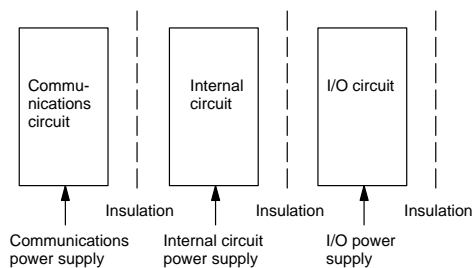 Commu-
nications
circuit
Internal
circuit
I/O circuit
Insulation
Insulation
Insulation
Communications
power supply
Internal circuit
power supply
I/O power
supply